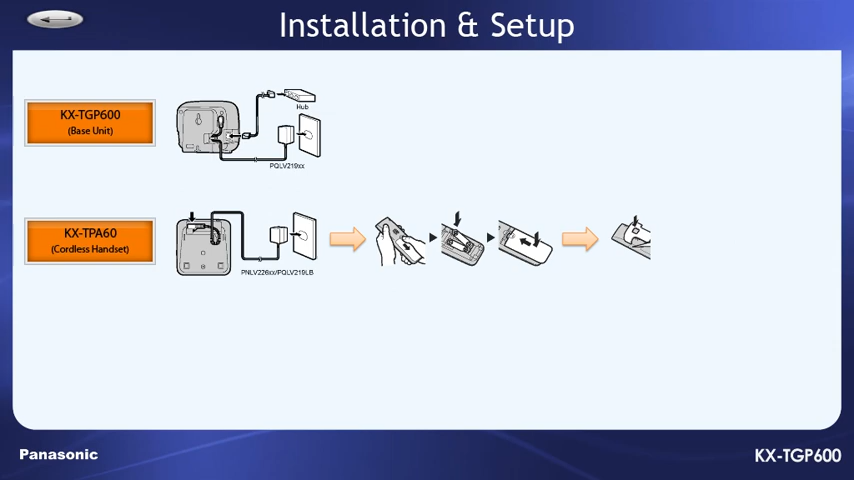 Installation & Setup
KX-TGP600
(Base Unit)
Hub
PQLV219xx
KX-TPA60
(Cordless Handset)
PNLV226xx/PQLV219LB
Panasonic
KX-TGP600